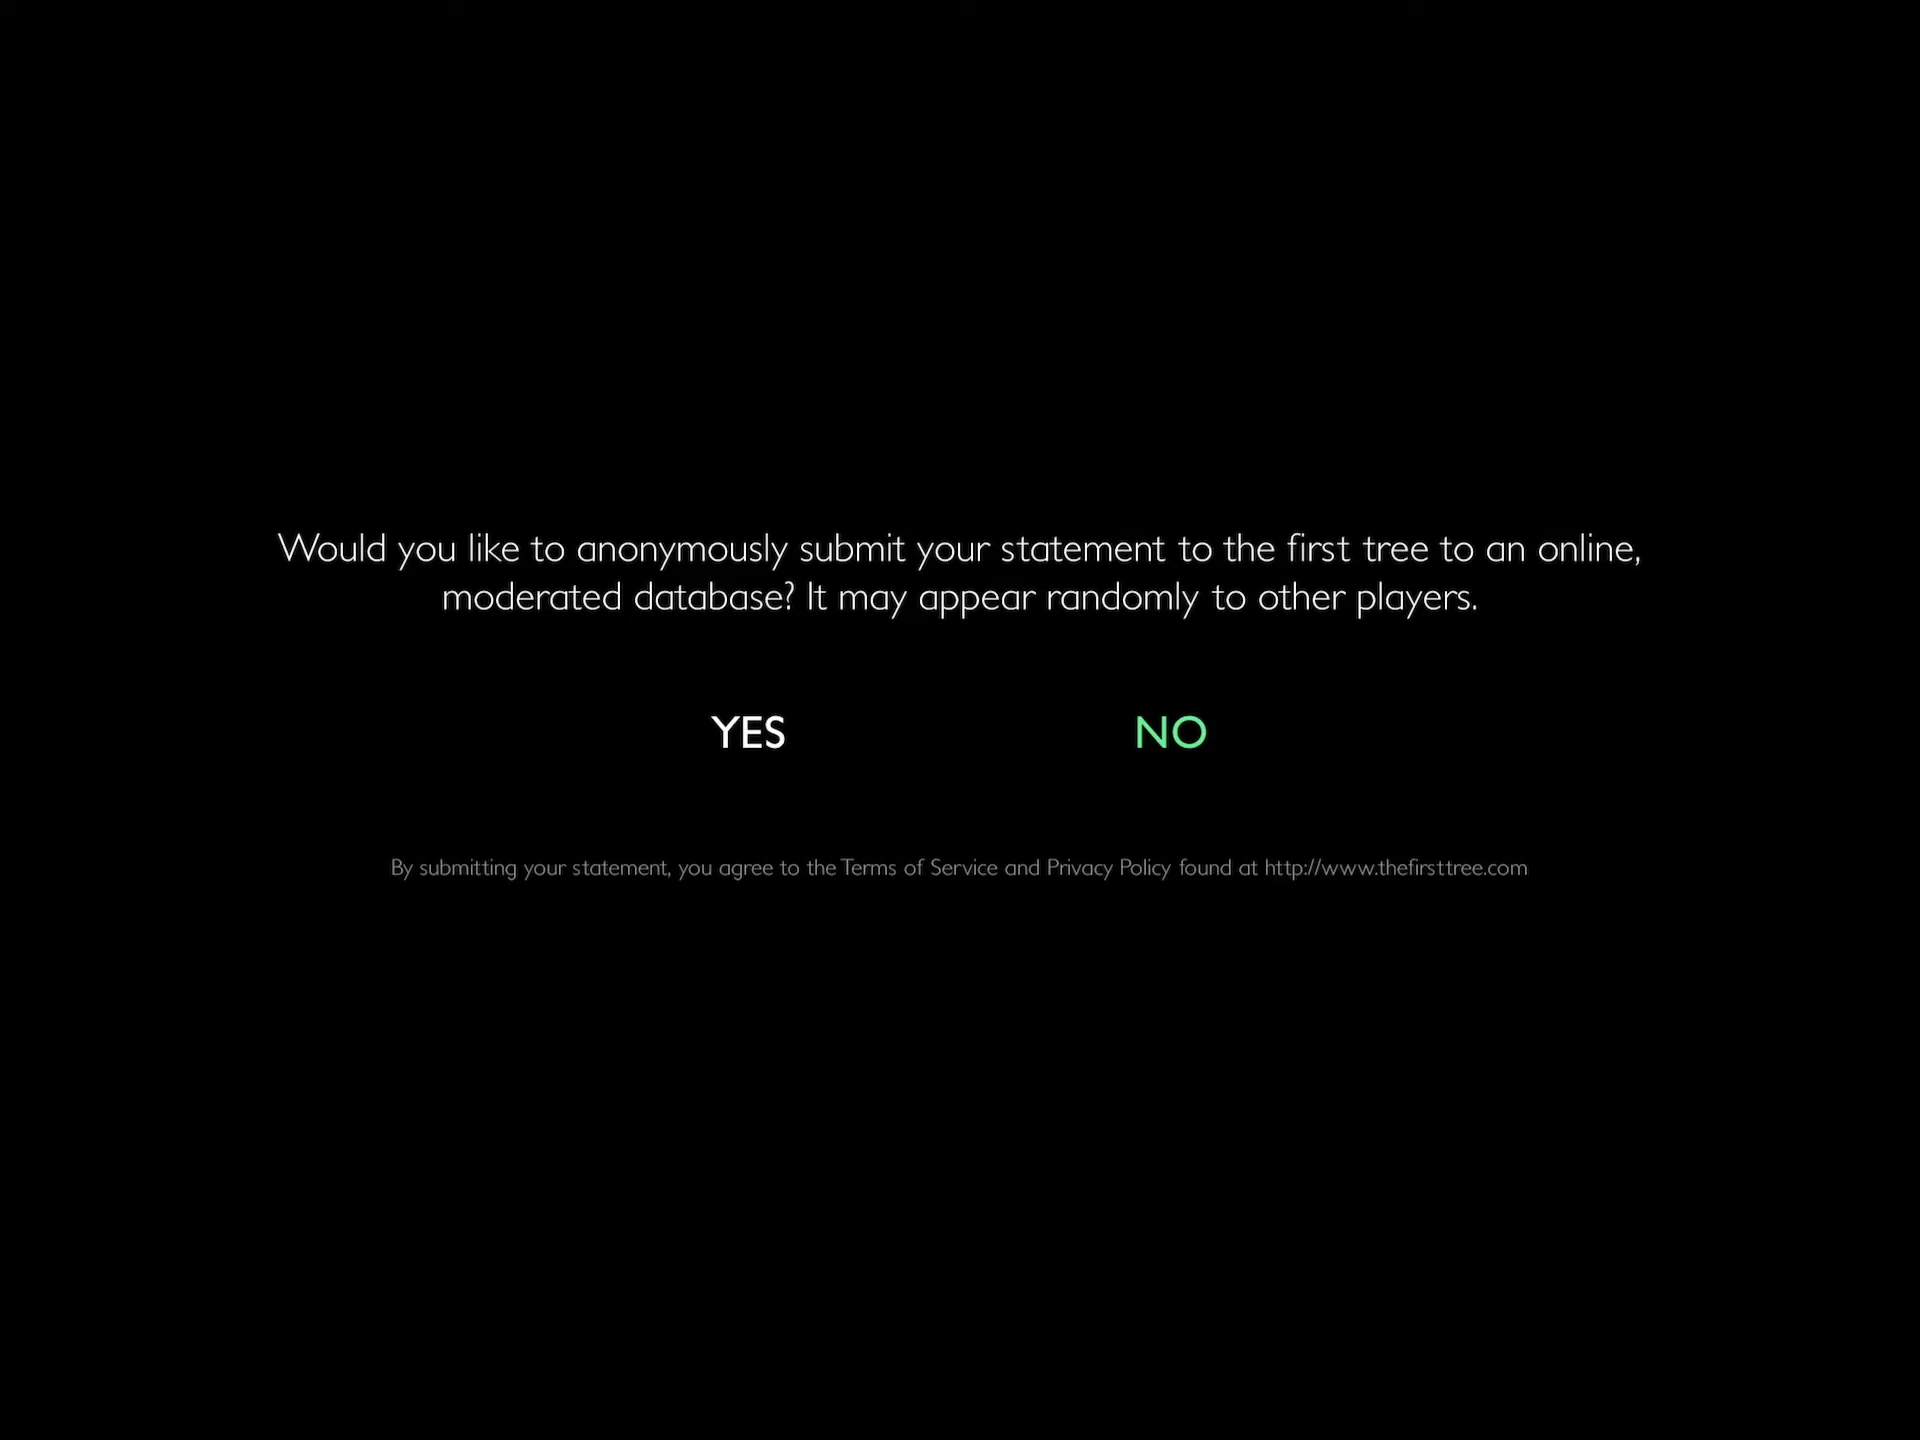 Would you like to anonymously submit your statement to the first tree to an online,
moderated database? It may appear randomly to other players.
YES NO
By submitting your statement, you agree to the Terms of Service and Privacy Policy found at http://www.thefirsttree.com